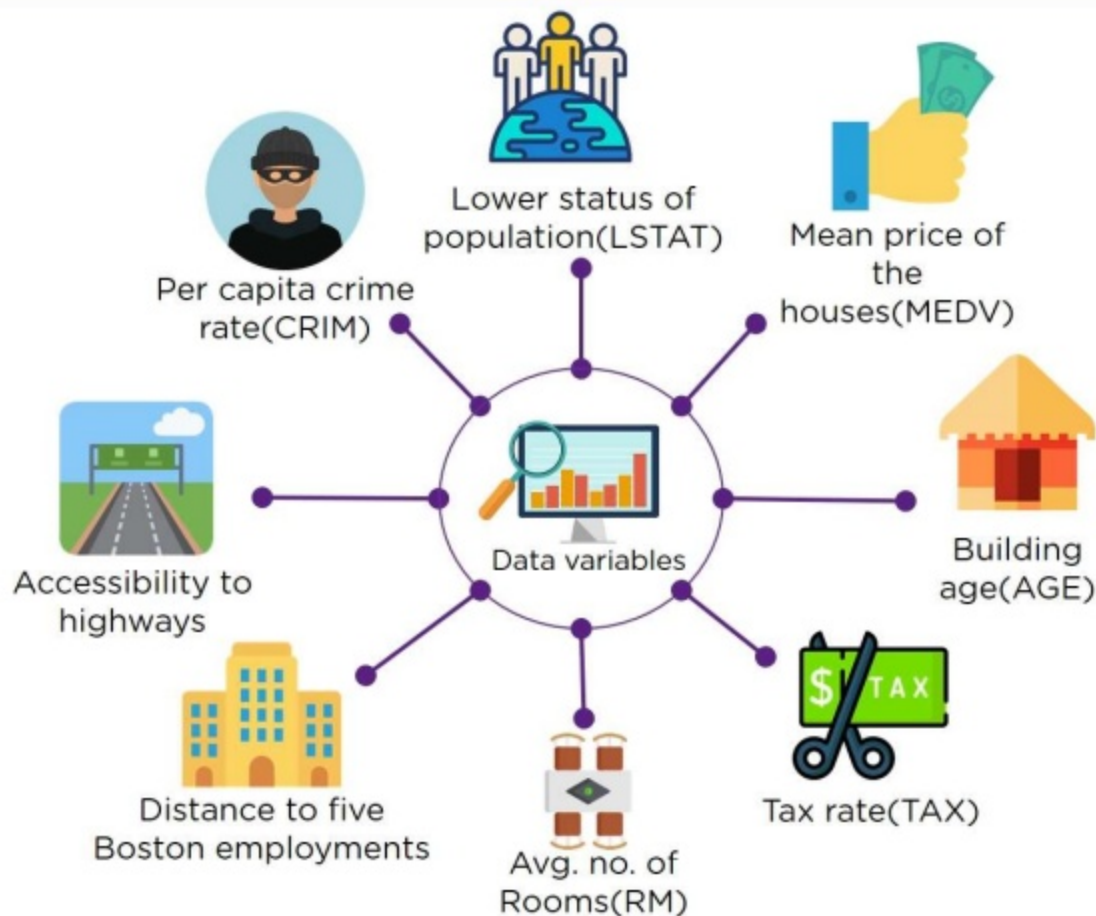 Lower status of
population(LSTAT)
Mean price of
the
houses(MEDV)
Per capita crime
rate(CRIM)
Data variables
Building
age(AGE)
Accessibility to
highways
$ TAX
Tax rate(TAX)
Distance to five
Boston employments
Avg. no. of
Rooms(RM)